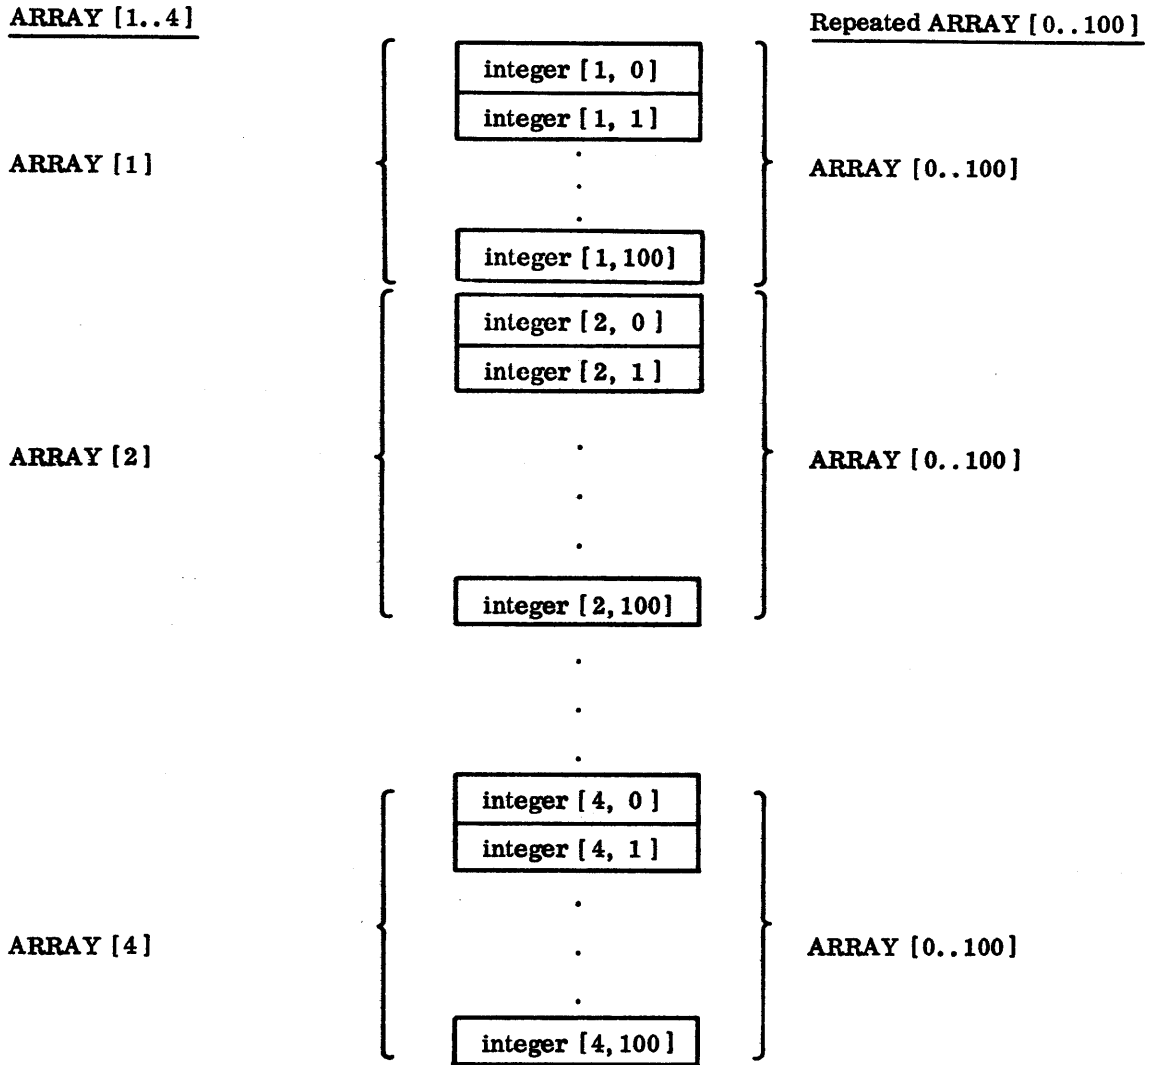 ARRAY [1..4]
Repeated ARRAY [0..100]
integer [1, 0]
integer [1, 1]
ARRAY [1]
ARRAY [0..100]
integer [1,100]
integer [2, 0]
integer [2, 1]
ARRAY [2]
ARRAY [0..100]
integer [2,100]
integer [4, 0]
integer [4, 1]
ARRAY [4]
ARRAY [0..100]
integer [4,100]